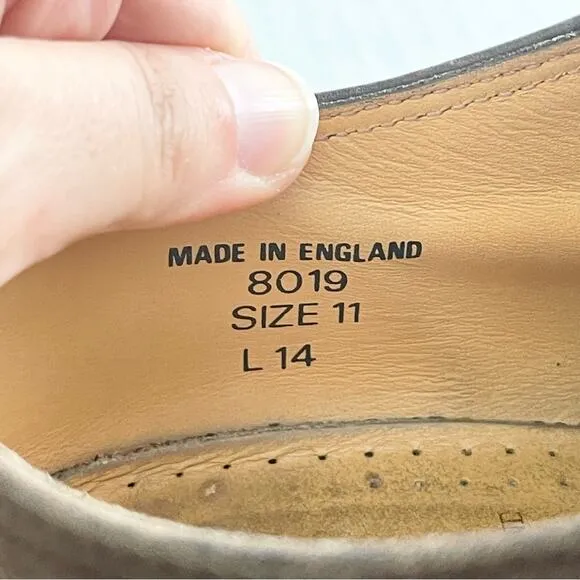 MADE IN ENGLAND
8019
SIZE 11
L 14